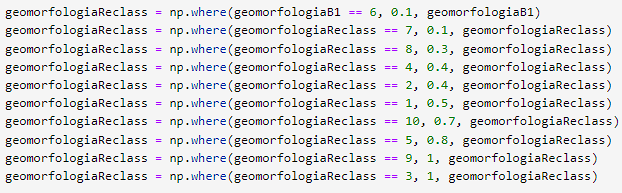 geomorfologiaReclass = np.where(geomorfologiaB1 == 6, 0.1, geomorfologiaB1)
geomorfologiaReclass = np.where(geomorfologiaReclass == 7, 0.1, geomorfologiaReclass)
geomorfologiaReclass = np.where(geomorfologiaReclass == 8, 0.3, geomorfologiaReclass)
geomorfologiaReclass = np.where(geomorfologiaReclass == 4, 0.4, geomorfologiaReclass)
geomorfologiaReclass = np.where(geomorfologiaReclass == 2, 0.4, geomorfologiaReclass)
geomorfologiaReclass = np.where(geomorfologiaReclass == 1, 0.5, geomorfologiaReclass)
geomorfologiaReclass = np.where(geomorfologiaReclass == 10, 0.7, geomorfologiaReclass)
geomorfologiaReclass = np.where(geomorfologiaReclass == 5, 0.8, geomorfologiaReclass)
geomorfologiaReclass = np.where(geomorfologiaReclass == 9, 1, geomorfologiaReclass)
geomorfologiaReclass = np.where(geomorfologiaReclass == 3, 1, geomorfologiaReclass)